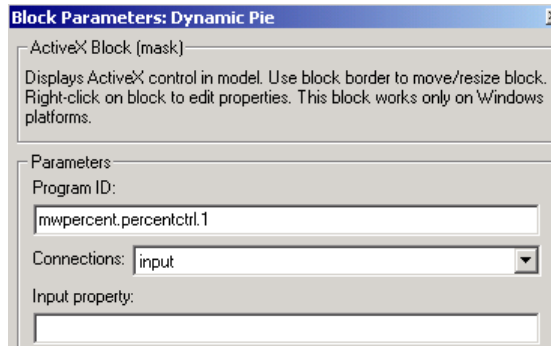 Block Parameters: Dynamic Pie
ActiveX Block (mask)
Displays ActiveX control in model. Use block border to move/resize block.
Right-click on block to edit properties. This block works only on Windows
platforms.
Parameters
Program ID:
mwpercent.percentctrl.1
Connections: input
Input property: